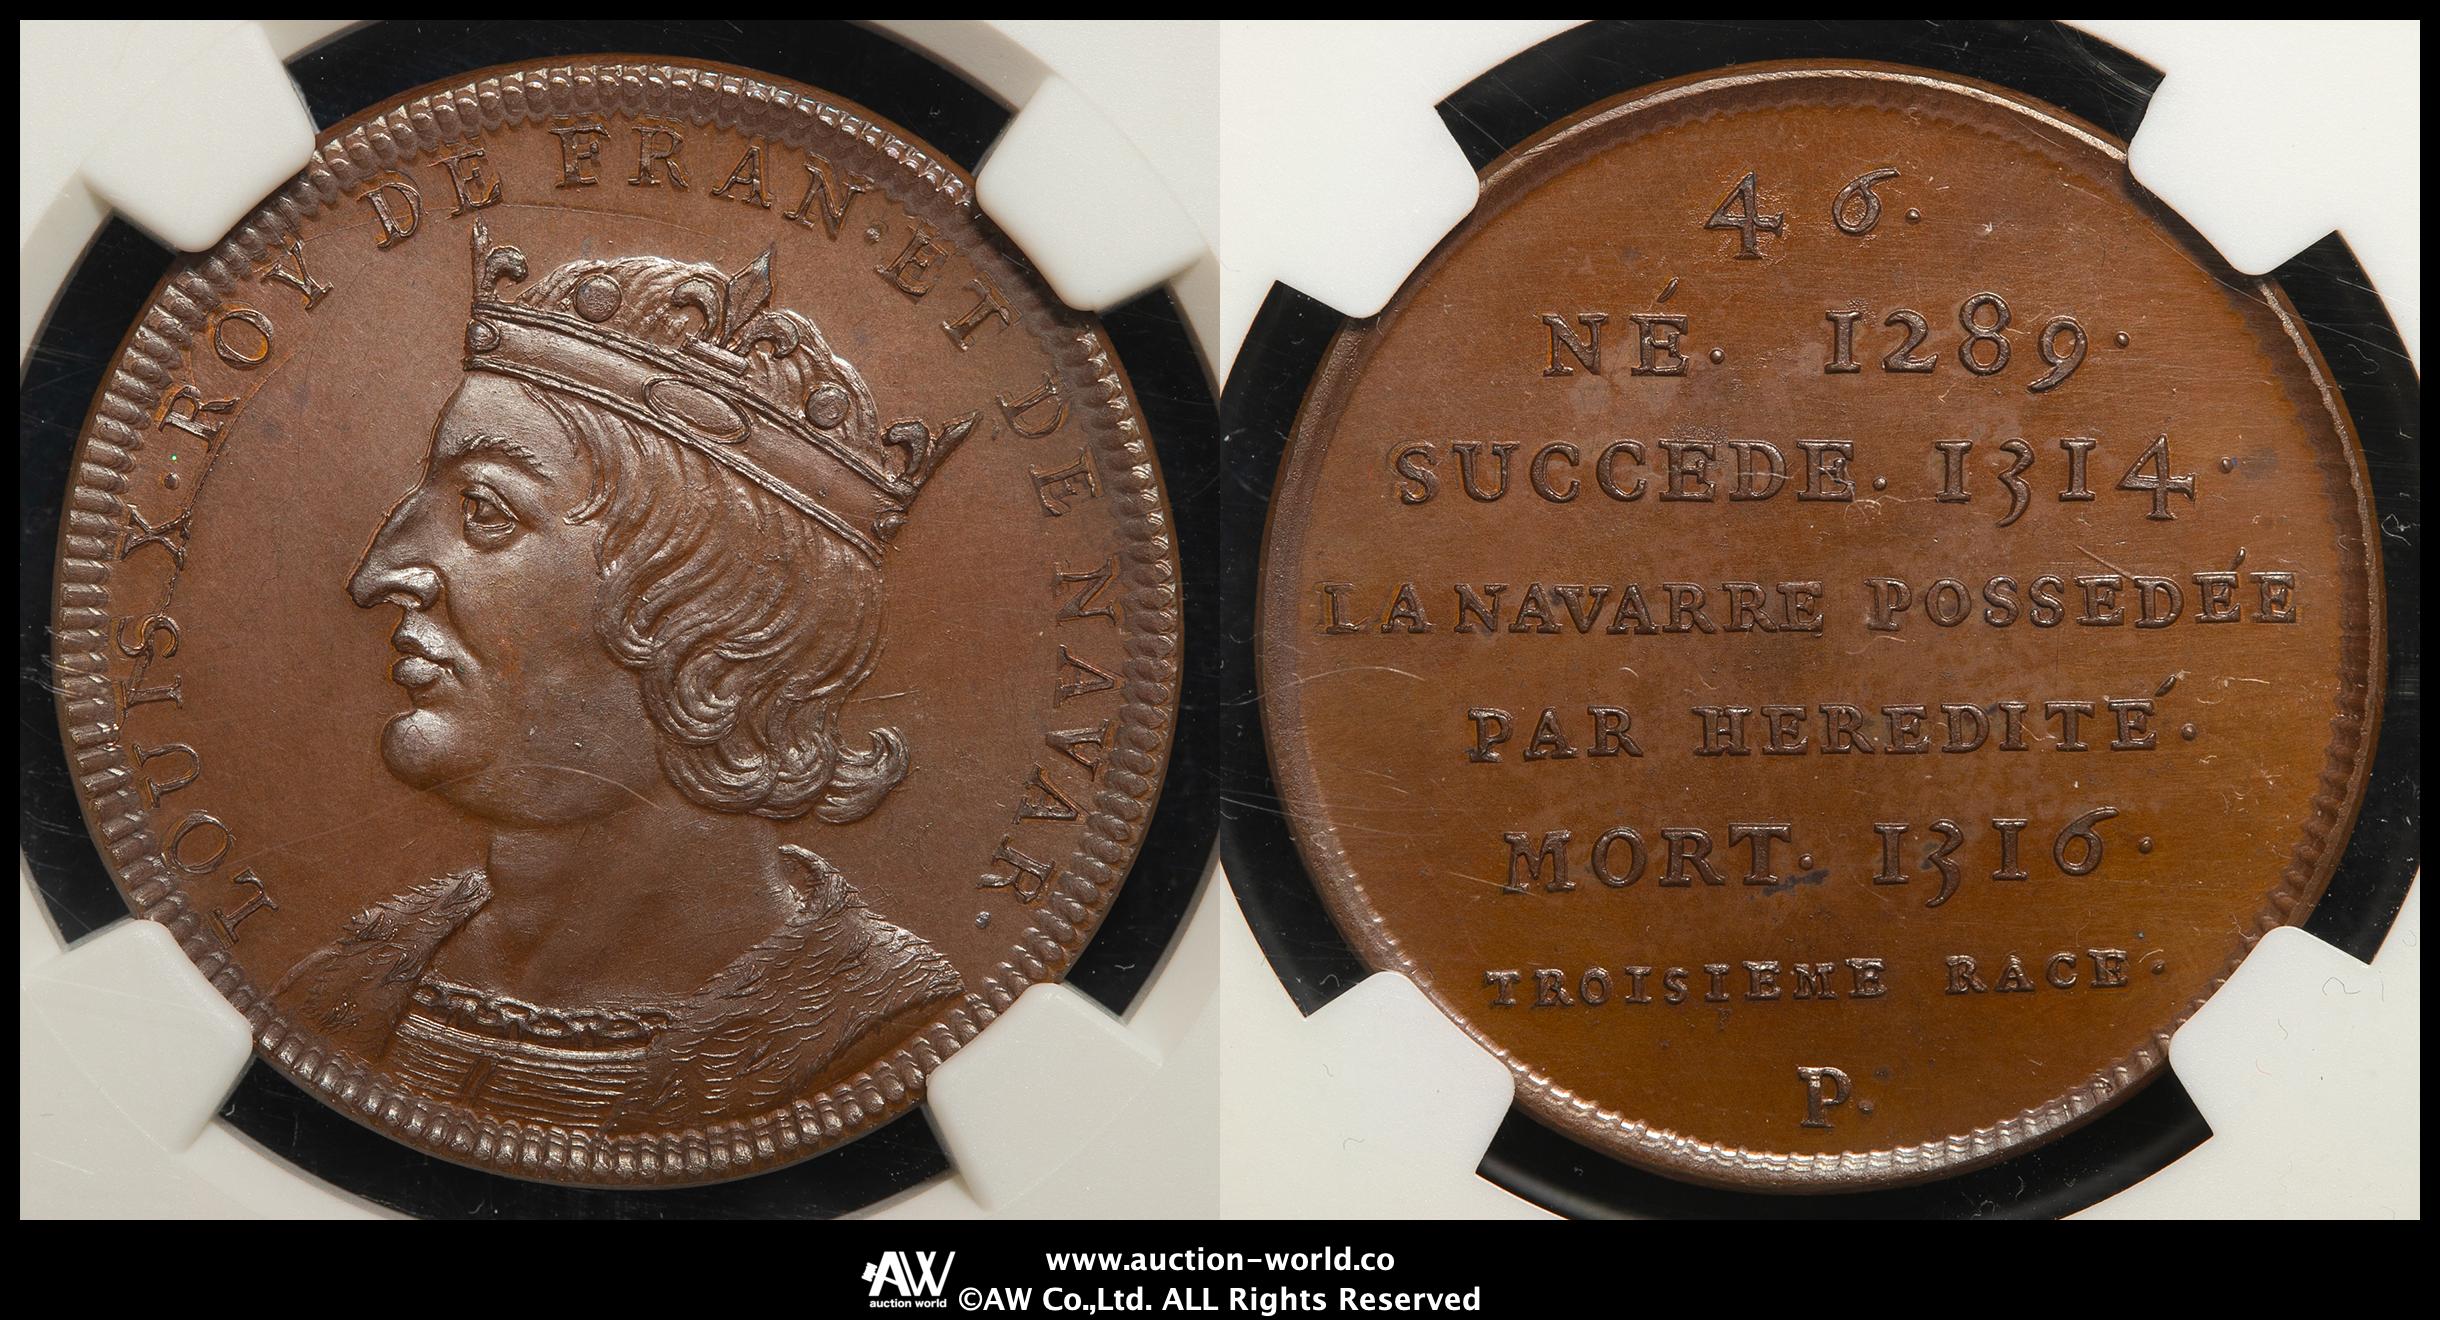 LOUIS X · ROY DE FRAN · ET DE NAVAR ·
46.
NÉ. 1289.
SUCCEDE. 1314.
LA NAVARRE POSSEDÉE
PAR HEREDITÉ.
MORT. 1316.
TROISIEME RACE.
P.
AW
auction world
www.auction-world.co
©AW Co.,Ltd. ALL Rights Reserved